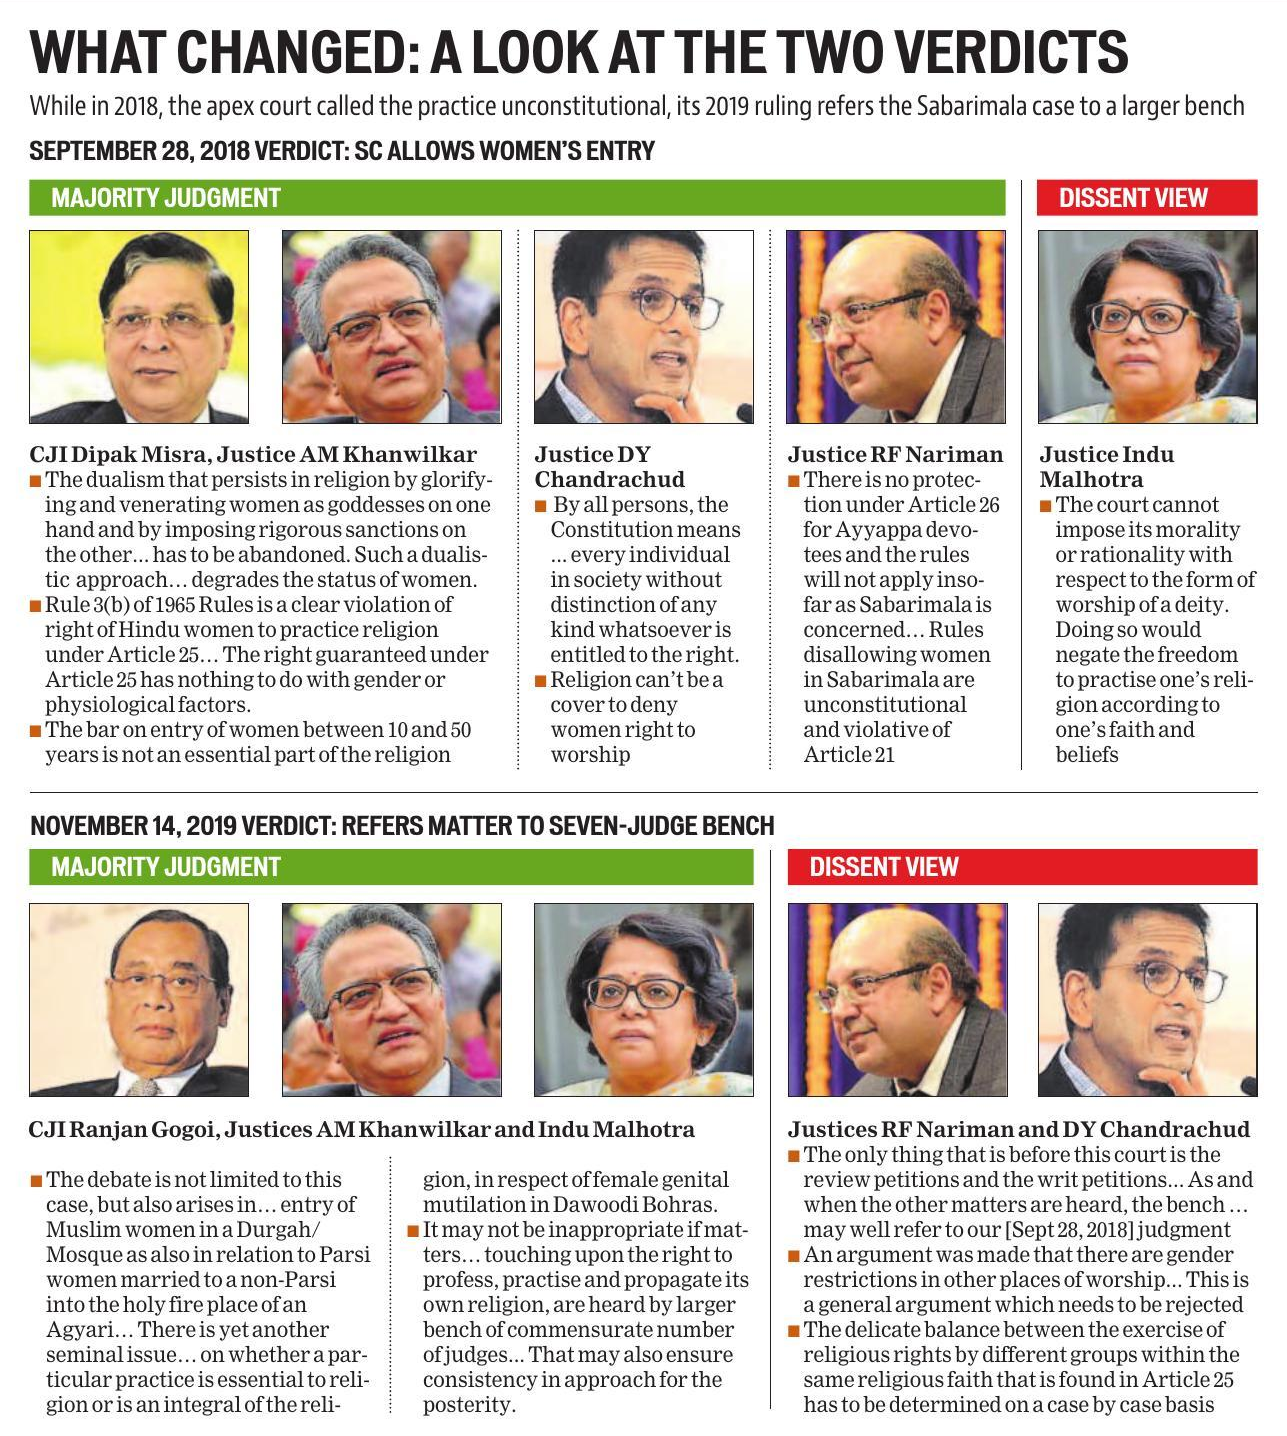 WHAT CHANGED: A LOOK AT THE TWO VERDICTS
While in 2018, the apex court called the practice unconstitutional, its 2019 ruling refers the Sabarimala case to a larger bench
SEPTEMBER 28, 2018 VERDICT: SC ALLOWS WOMEN'S ENTRY
MAJORITY JUDGMENT
CJI Dipak Misra, Justice AM Khanwilkar
■ The dualism that persists in religion by glorify-
ing and venerating women as goddesses on one
hand and by imposing rigorous sanctions on
the other... has to be abandoned. Such a dualis-
tic approach... degrades the status of women.
■ Rule 3(b) of 1965 Rules is a clear violation of
right of Hindu women to practice religion
under Article 25... The right guaranteed under
Article 25 has nothing to do with gender or
physiological factors.
■ The bar on entry of women between 10 and 50
years is not an essential part of the religion
Justice DY
Chandrachud
■ By all persons, the
Constitution means
... every individual
in society without
distinction of any
kind whatsoever is
entitled to the right.
■ Religion can't be a
cover to deny
women right to
worship
Justice RF Nariman
■ There is no protec-
tion under Article 26
for Ayyappa devo-
tees and the rules
will not apply inso-
far as Sabarimala is
concerned... Rules
disallowing women
in Sabarimala are
unconstitutional
and violative of
Article 21
DISSENT VIEW
Justice Indu
Malhotra
■ The court cannot
impose its morality
or rationality with
respect to the form of
worship of a deity.
Doing so would
negate the freedom
to practise one's reli-
gion according to
one's faith and
beliefs
NOVEMBER 14, 2019 VERDICT: REFERS MATTER TO SEVEN-JUDGE BENCH
MAJORITY JUDGMENT
CJI Ranjan Gogoi, Justices AM Khanwilkar and Indu Malhotra
■ The debate is not limited to this
case, but also arises in... entry of
Muslim women in a Durgah/
Mosque as also in relation to Parsi
women married to a non-Parsi
into the holy fire place of an
Agyari... There is yet another
seminal issue... on whether a par-
ticular practice is essential to reli-
gion or is an integral of the reli-
gion, in respect of female genital
mutilation in Dawoodi Bohras.
■ It may not be inappropriate if mat-
ters... touching upon the right to
profess, practise and propagate its
own religion, are heard by larger
bench of commensurate number
of judges... That may also ensure
consistency in approach for the
posterity.
DISSENT VIEW
Justices RF Nariman and DY Chandrachud
■ The only thing that is before this court is the
review petitions and the writ petitions... As and
when the other matters are heard, the bench ...
may well refer to our [Sept 28, 2018] judgment
■ An argument was made that there are gender
restrictions in other places of worship... This is
a general argument which needs to be rejected
■ The delicate balance between the exercise of
religious rights by different groups within the
same religious faith that is found in Article 25
has to be determined on a case by case basis